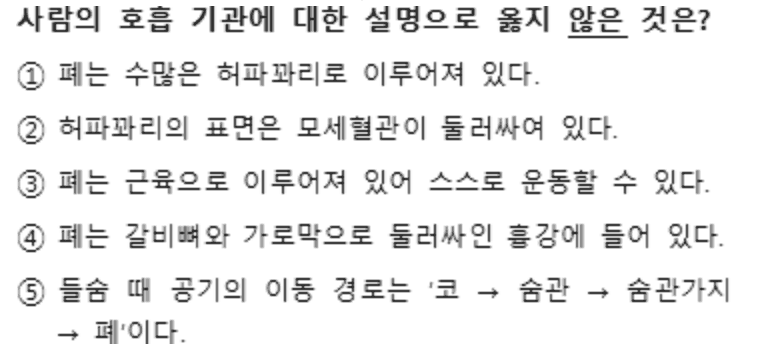 사람의 호흡 기관에 대한 설명으로 옳지 않은 것은?
① 폐는 수많은 허파꽈리로 이루어져 있다.
② 허파꽈리의 표면은 모세혈관이 둘러싸여 있다.
③ 폐는 근육으로 이루어져 있어 스스로 운동할 수 있다.
④ 폐는 갈비뼈와 가로막으로 둘러싸인 흉강에 들어 있다.
⑤ 들숨 때 공기의 이동 경로는 '코 → 숨관 → 숨관가지
→ 폐'이다.